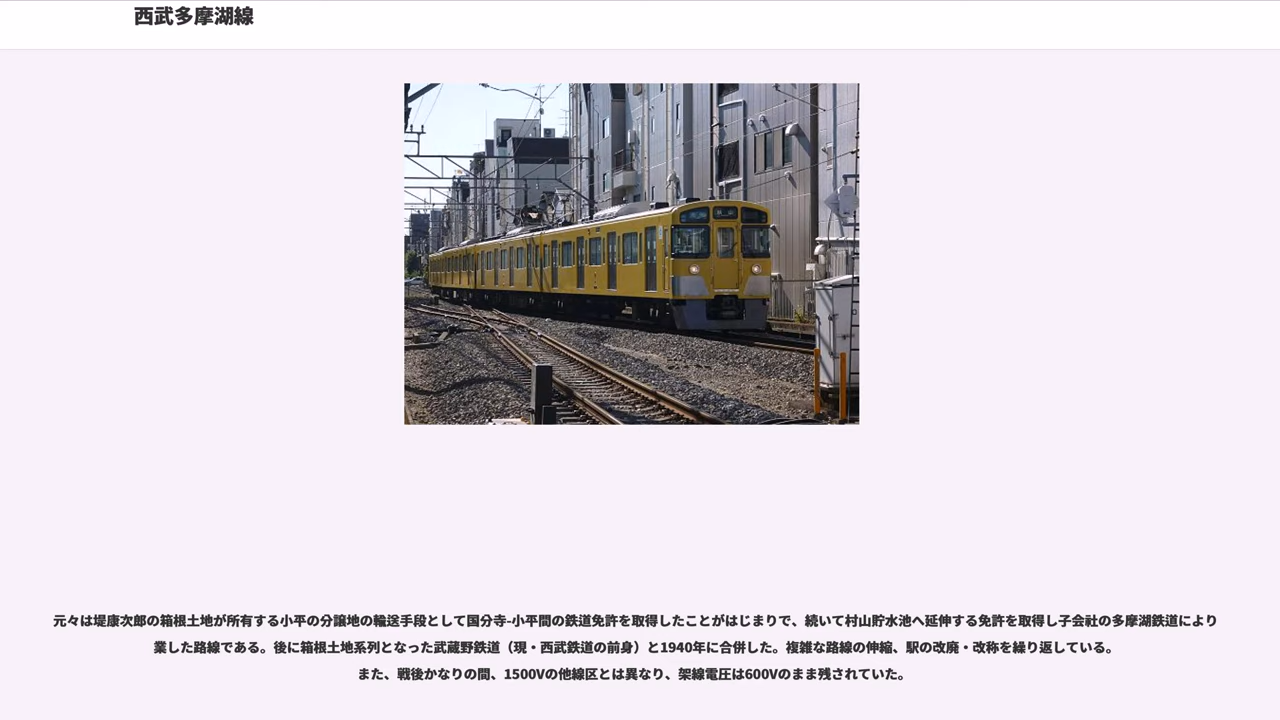 西武多摩湖線
元々は堤康次郎の箱根土地が所有する小平の分譲地の輸送手段として国分寺-小平間の鉄道免許を取得したことがはじまりで、続いて村山貯水池へ延伸する免許を取得し子会社の多摩湖鉄道により
業した路線である。後に箱根土地系列となった武蔵野鉄道（現・西武鉄道の前身）と1940年に合併した。複雑な路線の伸縮、駅の改廃・改称を繰り返している。
また、戦後かなりの間、1500Vの他線区とは異なり、架線電圧は600Vのまま残されていた。